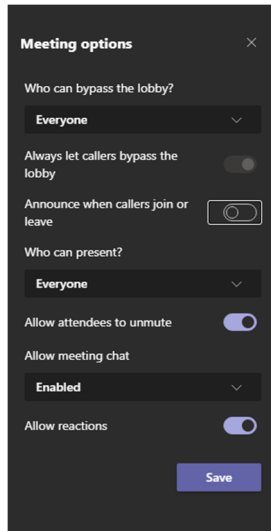 Meeting options
Who can bypass the lobby?
Everyone
Always let callers bypass the
lobby
Announce when callers join or
leave
Who can present?
Everyone
Allow attendees to unmute
Allow meeting chat
Enabled
Allow reactions
Save